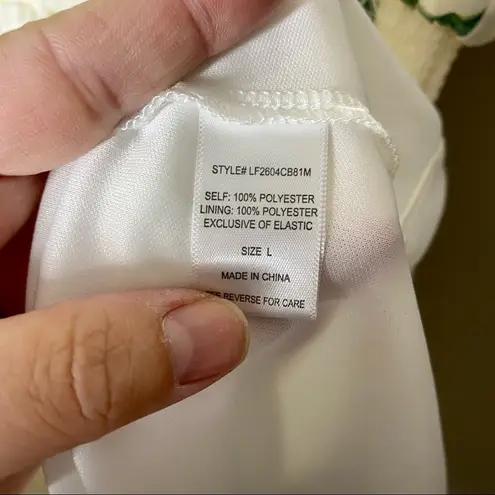 STYLE# LF2604CB81M
SELF: 100% POLYESTER
LINING: 100% POLYESTER
EXCLUSIVE OF ELASTIC
SIZE L
MADE IN CHINA
REVERSE FOR CARE